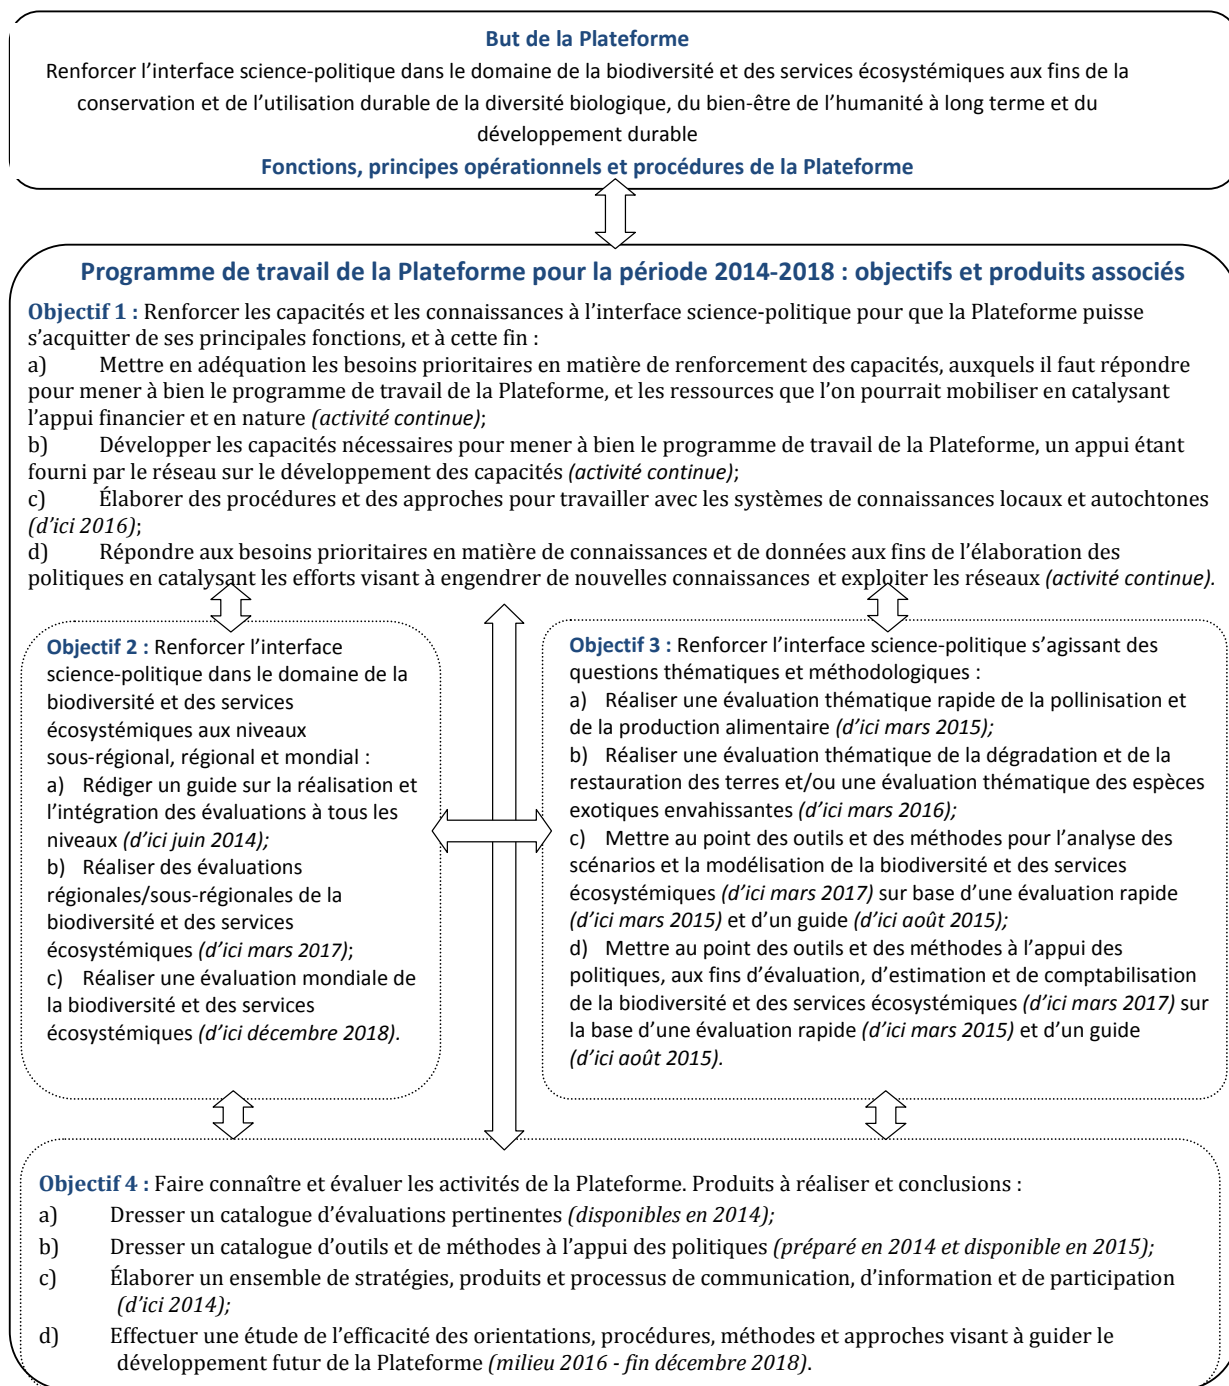 But de la Plateforme
Renforcer l’interface science-politique dans le domaine de la biodiversité et des services écosystémiques aux fins de la
conservation et de l’utilisation durable de la diversité biologique, du bien-être de l’humanité à long terme et du
développement durable
Fonctions, principes opérationnels et procédures de la Plateforme
Programme de travail de la Plateforme pour la période 2014-2018 : objectifs et produits associés
Objectif 1 : Renforcer les capacités et les connaissances à l’interface science-politique pour que la Plateforme puisse
s’acquitter de ses principales fonctions, et à cette fin :
a) Mettre en adéquation les besoins prioritaires en matière de renforcement des capacités, auxquels il faut répondre
pour mener à bien le programme de travail de la Plateforme, et les ressources que l’on pourrait mobiliser en catalysant
l’appui financier et en nature (activité continue);
b) Développer les capacités nécessaires pour mener à bien le programme de travail de la Plateforme, un appui étant
fourni par le réseau sur le développement des capacités (activité continue);
c) Élaborer des procédures et des approches pour travailler avec les systèmes de connaissances locaux et autochtones
(d’ici 2016);
d) Répondre aux besoins prioritaires en matière de connaissances et de données aux fins de l’élaboration des
politiques en catalysant les efforts visant à engendrer de nouvelles connaissances et exploiter les réseaux (activité continue).
Objectif 2 : Renforcer l’interface
science-politique dans le domaine de la
biodiversité et des services
écosystémiques aux niveaux
sous-régional, régional et mondial :
a) Rédiger un guide sur la réalisation et
l’intégration des évaluations à tous les
niveaux (d’ici juin 2014);
b) Réaliser des évaluations
régionales/sous-régionales de la
biodiversité et des services
écosystémiques (d’ici mars 2017);
c) Réaliser une évaluation mondiale de
la biodiversité et des services
écosystémiques (d’ici décembre 2018).
Objectif 3 : Renforcer l’interface science-politique s’agissant des
questions thématiques et méthodologiques :
a) Réaliser une évaluation thématique rapide de la pollinisation et
de la production alimentaire (d’ici mars 2015);
b) Réaliser une évaluation thématique de la dégradation et de la
restauration des terres et/ou une évaluation thématique des espèces
exotiques envahissantes (d’ici mars 2016);
c) Mettre au point des outils et des méthodes pour l’analyse des
scénarios et la modélisation de la biodiversité et des services
écosystémiques (d’ici mars 2017) sur base d’une évaluation rapide
(d’ici mars 2015) et d’un guide (d’ici août 2015);
d) Mettre au point des outils et des méthodes à l’appui des
politiques, aux fins d’évaluation, d’estimation et de comptabilisation
de la biodiversité et des services écosystémiques (d’ici mars 2017) sur
la base d’une évaluation rapide (d’ici mars 2015) et d’un guide
(d’ici août 2015).
Objectif 4 : Faire connaître et évaluer les activités de la Plateforme. Produits à réaliser et conclusions :
a) Dresser un catalogue d’évaluations pertinentes (disponibles en 2014);
b) Dresser un catalogue d’outils et de méthodes à l’appui des politiques (préparé en 2014 et disponible en 2015);
c) Élaborer un ensemble de stratégies, produits et processus de communication, d’information et de participation
(d’ici 2014);
d) Effectuer une étude de l’efficacité des orientations, procédures, méthodes et approches visant à guider le
développement futur de la Plateforme (milieu 2016 - fin décembre 2018).